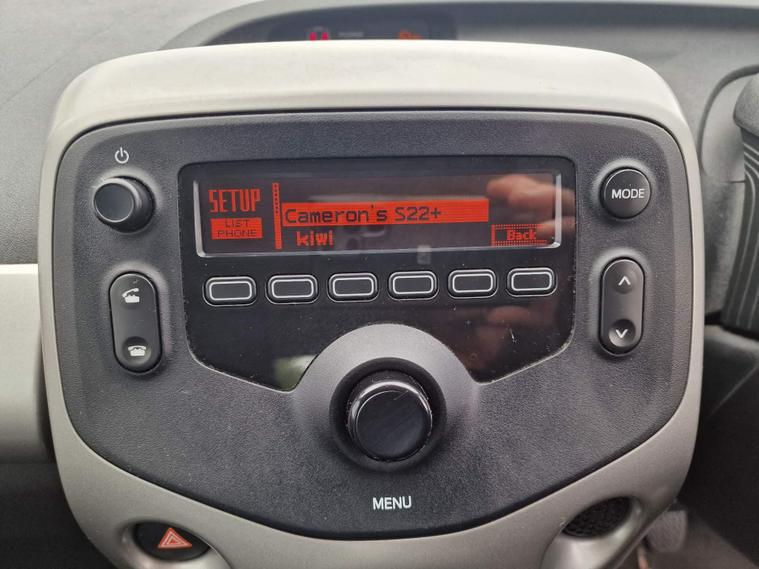 SETUP
LIST
PHONE
Cameron's S22+
kiwi
Back
MODE
MENU